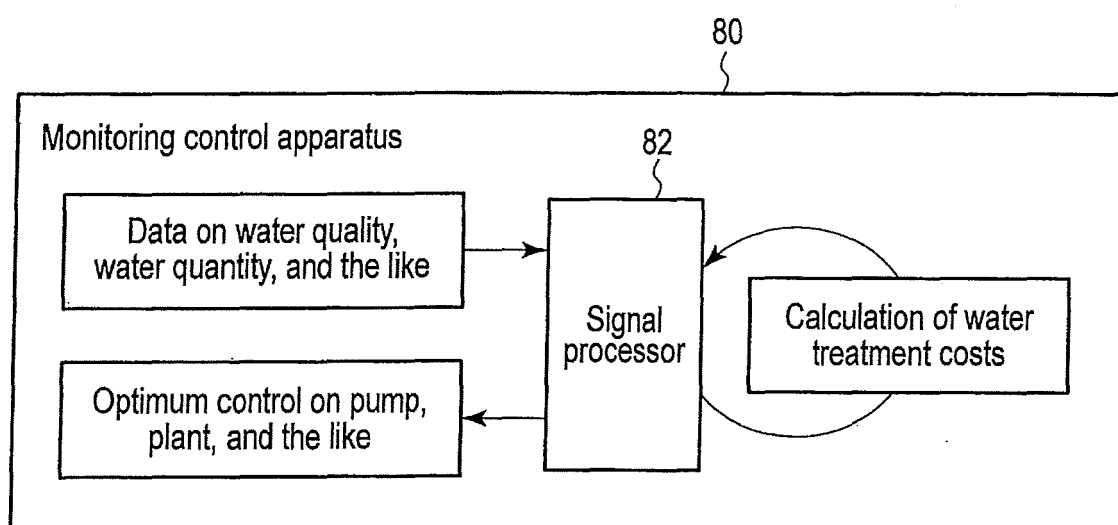 80
Monitoring control apparatus
82
Data on water quality,
water quantity, and the like
Signal
processor
Calculation of water
treatment costs
Optimum control on pump,
plant, and the like